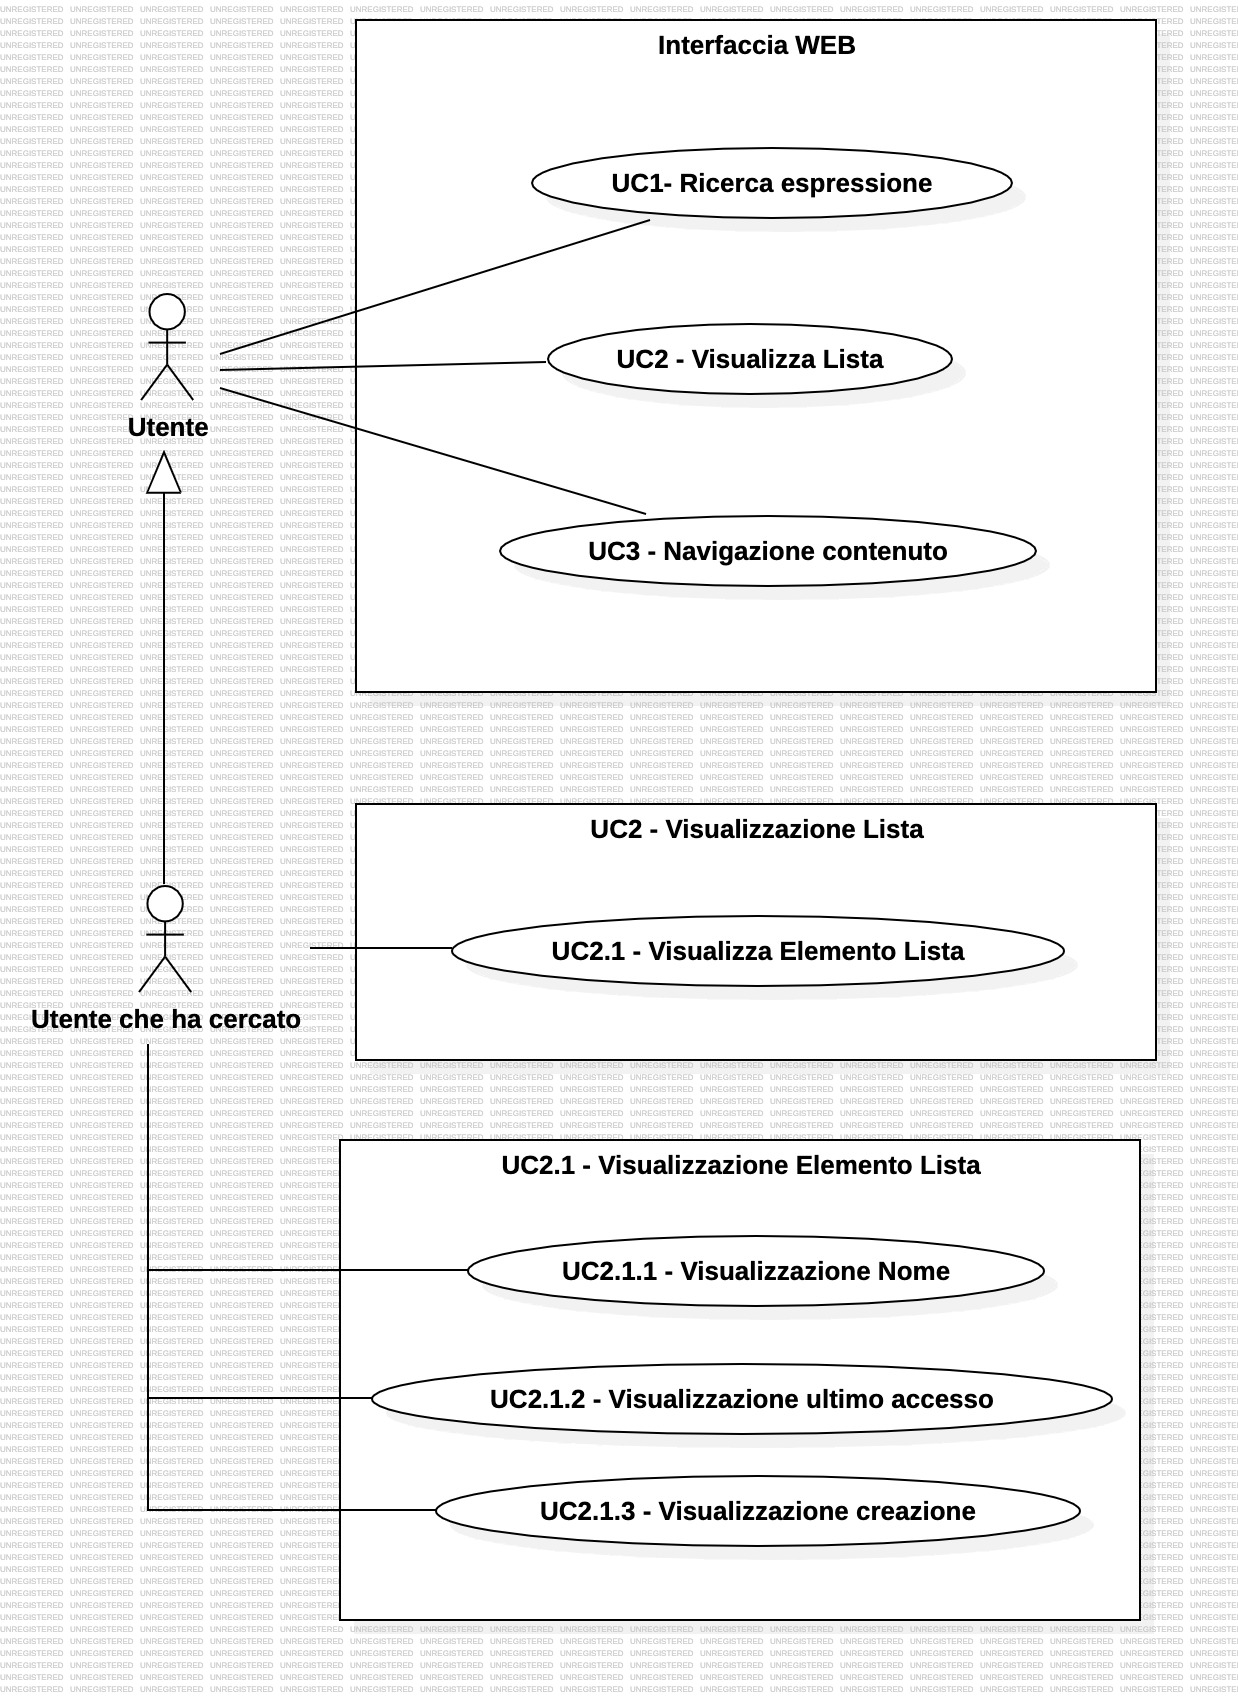 Interfaccia WEB
UC1- Ricerca espressione
UC2 - Visualizza Lista
Utente
UC3 - Navigazione contenuto
UC2 - Visualizzazione Lista
UC2.1 - Visualizza Elemento Lista
Utente che ha cercato
UC2.1 - Visualizzazione Elemento Lista
UC2.1.1 - Visualizzazione Nome
UC2.1.2 - Visualizzazione ultimo accesso
UC2.1.3 - Visualizzazione creazione
UNREGISTERED